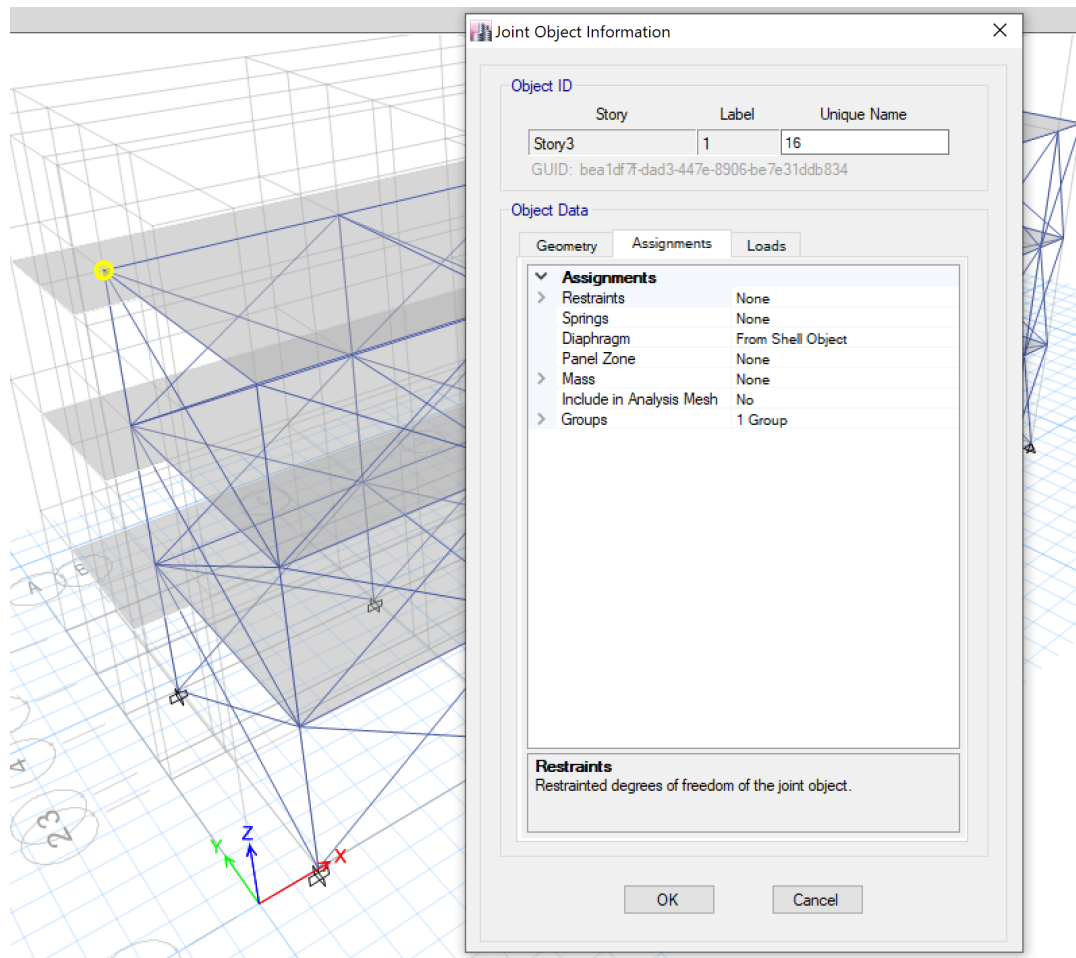 Joint Object Information
Object ID
Story Label Unique Name
Story3 1 16
GUID: bea1df7f-dad3-447e-8906-be7e31ddb834
Object Data
Geometry Assignments Loads
Assignments
Restraints None
Springs None
Diaphragm From Shell Object
Panel Zone None
Mass None
Include in Analysis Mesh No
Groups 1 Group
Restraints
Restrainted degrees of freedom of the joint object.
OK Cancel
A B
4
23
Y Z X